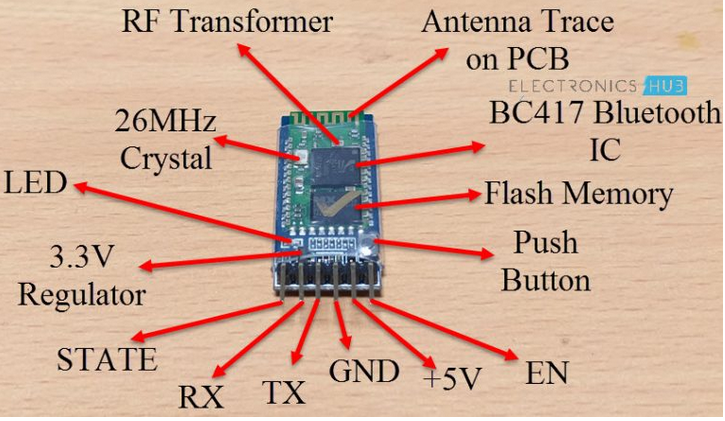 RF Transformer
Antenna Trace
on PCB
ELECTRONICS HUB
26MHz
Crystal
BC417 Bluetooth
IC
LED
Flash Memory
3.3V
Regulator
Push
Button
STATE
RX
TX
GND
+5V
EN